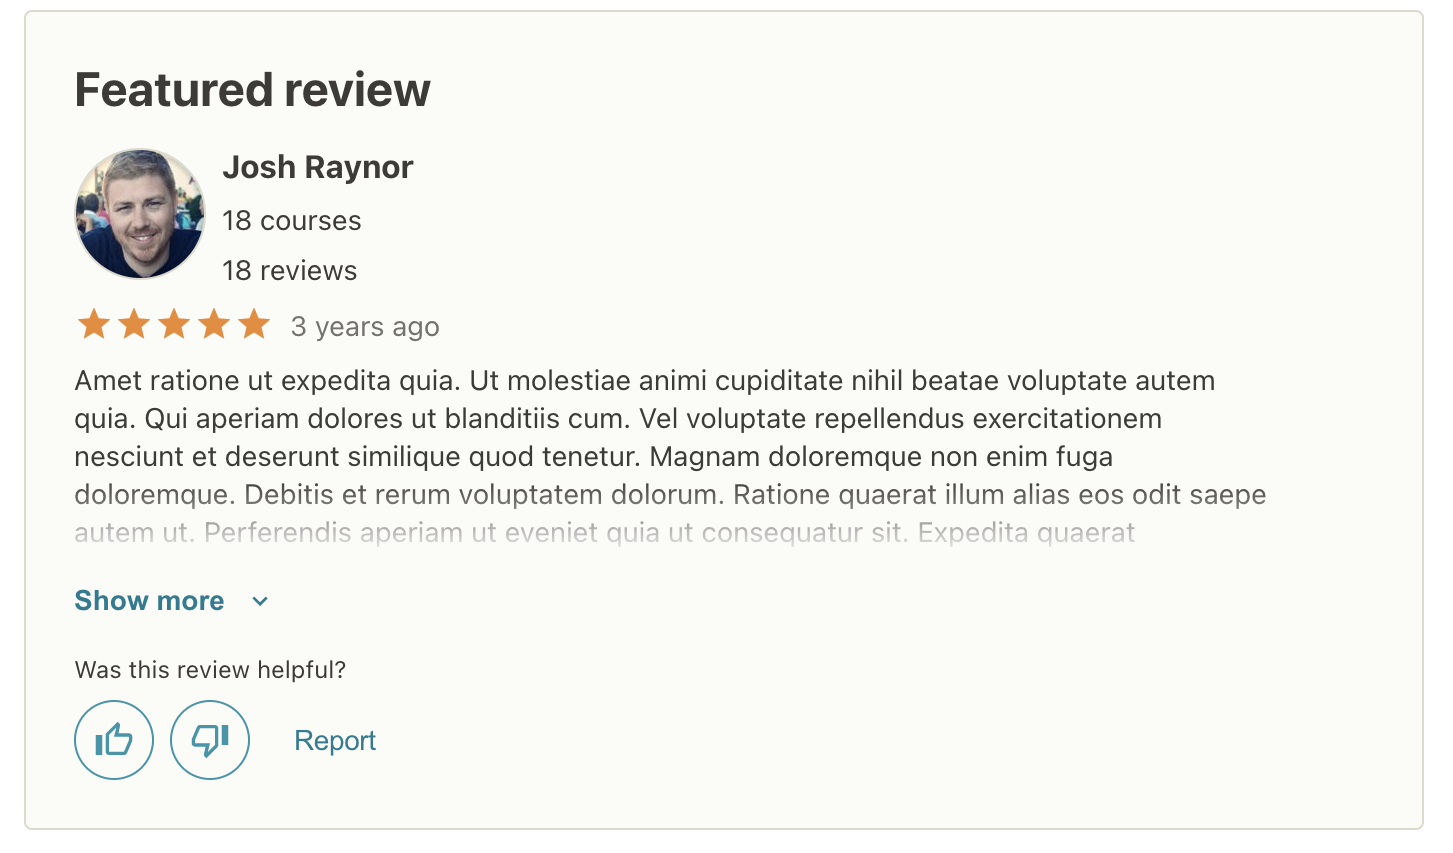 Featured review
Josh Raynor
18 courses
18 reviews
3 years ago
Amet ratione ut expedita quia. Ut molestiae animi cupiditate nihil beatae voluptate autem
quia. Qui aperiam dolores ut blanditiis cum. Vel voluptate repellendus exercitationem
nesciunt et deserunt similique quod tenetur. Magnam doloremque non enim fuga
doloremque. Debitis et rerum voluptatem dolorum. Ratione quaerat illum alias eos odit saepe
autem ut. Perferendis aperiam ut eveniet quia ut consequatur sit. Expedita quaerat
Show more
Was this review helpful?
Report